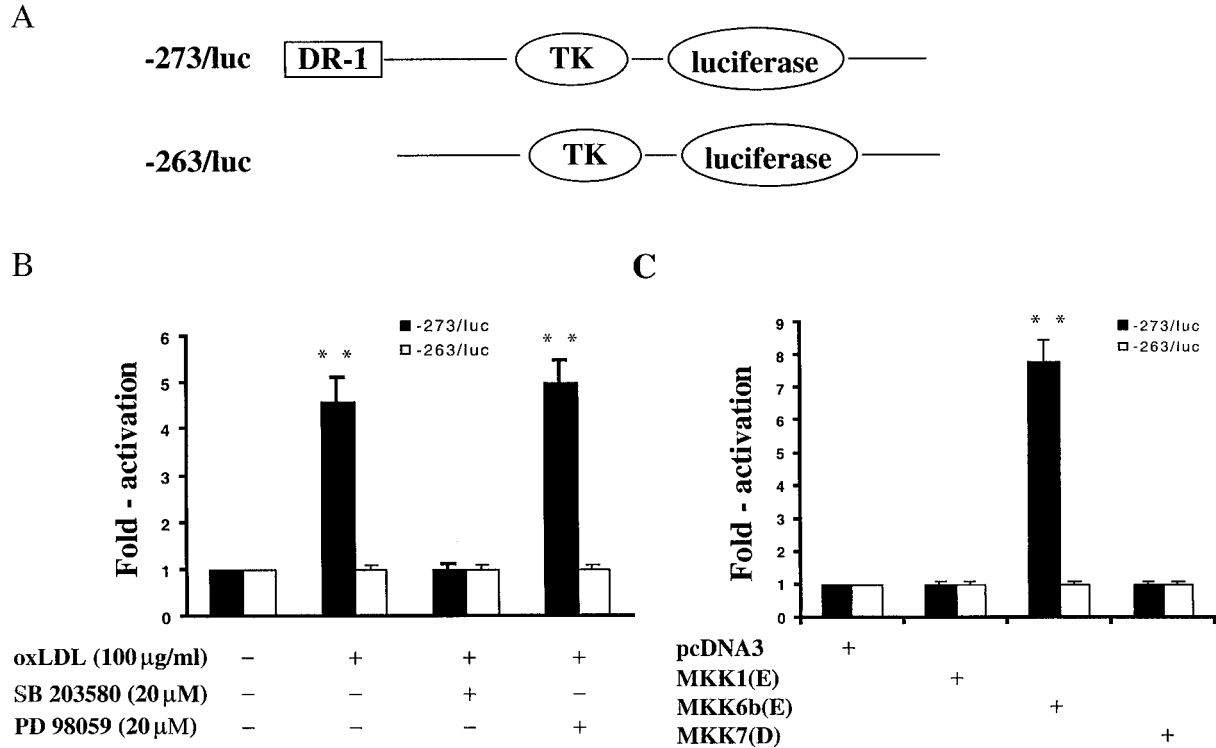 A
-273/luc DR-1 TK luciferase
-263/luc TK luciferase
B
-273/luc
-263/luc
* * * *
Fold - activation
6
5
4
3
2
1
0
oxLDL (100 µg/ml) – + + +
SB 203580 (20 µM) – – + –
PD 98059 (20 µM) – – – +
C
-273/luc
-263/luc
* *
Fold - activation
9
8
7
6
5
4
3
2
1
0
pcDNA3 +
MKK1(E) +
MKK6b(E) +
MKK7(D) +